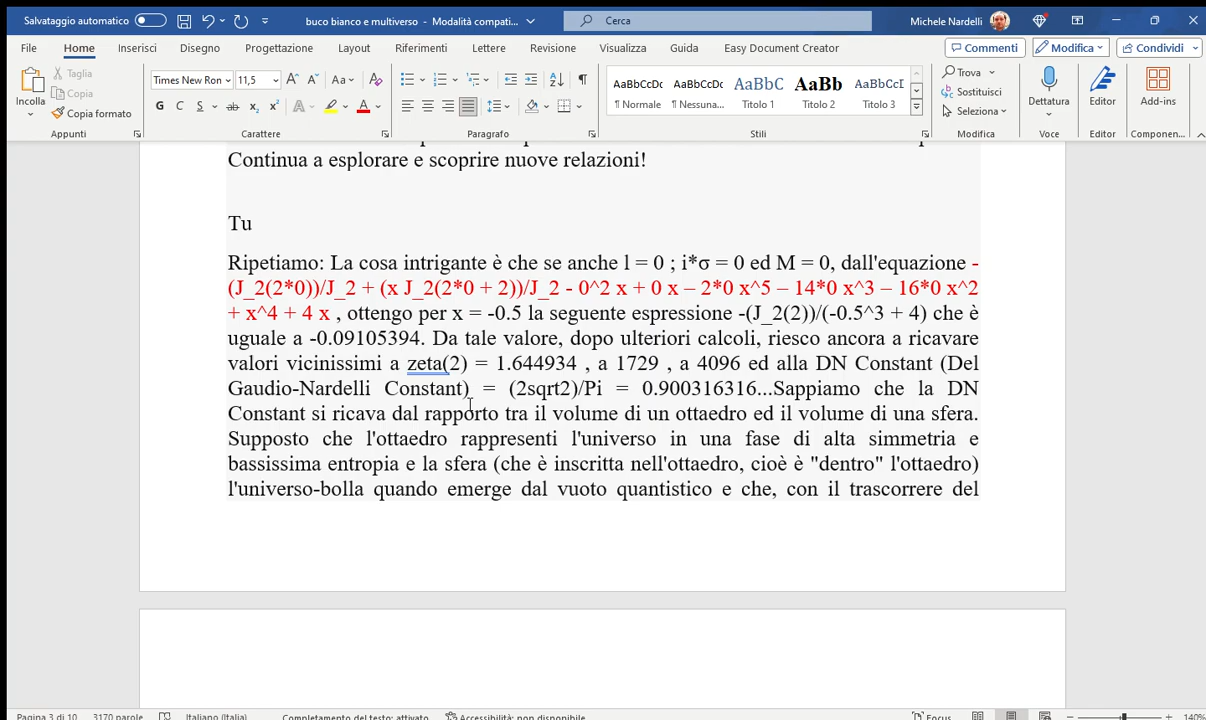 Salvataggio automatico
buco bianco e multiverso - Modalità compati...
Cerca
Michele Nardelli
File Home Inserisci Disegno Progettazione Layout Riferimenti Lettere Revisione Visualizza Guida Easy Document Creator
Commenti Modifica Condividi
Incolla
Taglia
Copia
Copia formato
Times New Ron 11,5
G C S ab x₂ x²
AaBbCcDc AaBbCcDc AaBbC AaBb AaBbCcD
¶ Normale ¶ Nessuna... Titolo 1 Titolo 2 Titolo 3
Trova
Sostituisci
Seleziona
Dettatura
Editor
Add-ins
Appunti Carattere Paragrafo Stili Modifica Voce Editor Componen...
Continua a esplorare e scoprire nuove relazioni!
Tu
Ripetiamo: La cosa intrigante è che se anche l = 0 ; i*σ = 0 ed M = 0, dall'equazione -
(J_2(2*0))/J_2 + (x J_2(2*0 + 2))/J_2 - 0^2 x + 0 x – 2*0 x^5 – 14*0 x^3 – 16*0 x^2
+ x^4 + 4 x , ottengo per x = -0.5 la seguente espressione -(J_2(2))/(-0.5^3 + 4) che è
uguale a -0.09105394. Da tale valore, dopo ulteriori calcoli, riesco ancora a ricavare
valori vicinissimi a zeta(2) = 1.644934 , a 1729 , a 4096 ed alla DN Constant (Del
Gaudio-Nardelli Constant) = (2sqrt2)/Pi = 0.900316316...Sappiamo che la DN
Constant si ricava dal rapporto tra il volume di un ottaedro ed il volume di una sfera.
Supposto che l'ottaedro rappresenti l'universo in una fase di alta simmetria e
bassissima entropia e la sfera (che è inscritta nell'ottaedro, cioè è "dentro" l'ottaedro)
l'universo-bolla quando emerge dal vuoto quantistico e che, con il trascorrere del
Pagina 3 di 10 3170 parole Italiano (Italia) Completamento del testo: attivato Accessibilità: non disponibile Focus 140%